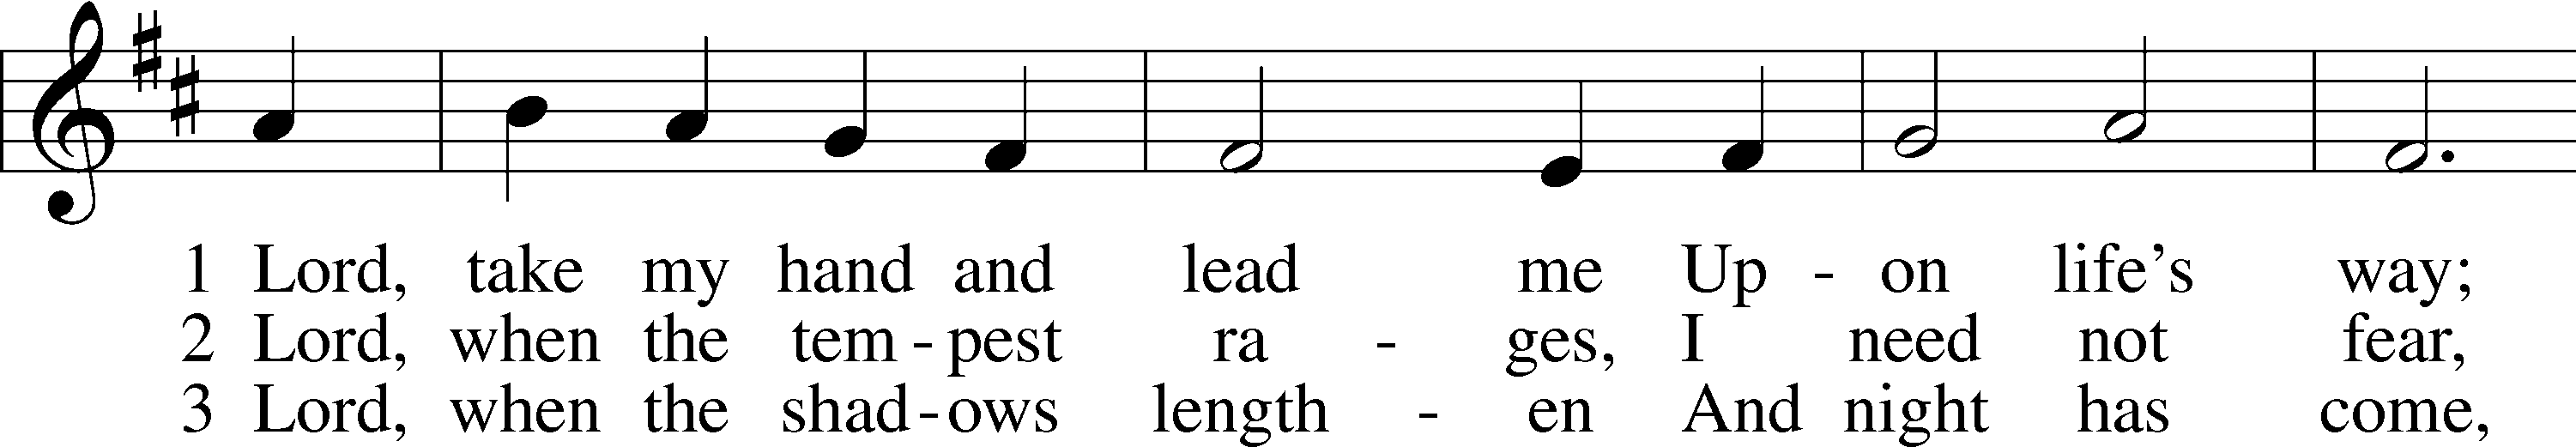 1 Lord, take my hand and lead me Up - on life's way;
2 Lord, when the tem - pest ra - ges, I need not fear,
3 Lord, when the shad - ows length - en And night has come,